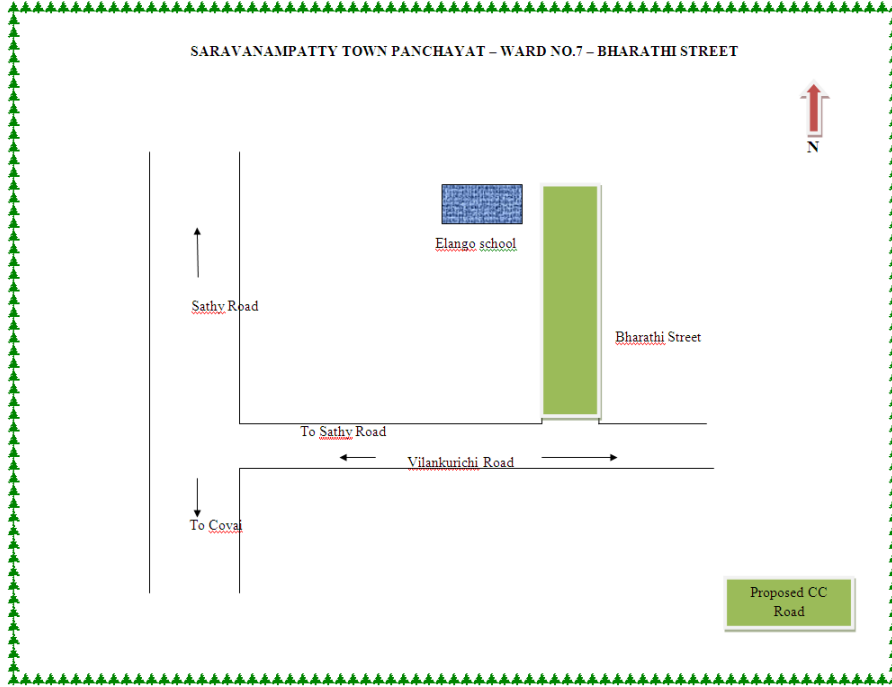 SARAVANAMPATTY TOWN PANCHAYAT – WARD NO.7 – BHARATHI STREET
N
Elango school
Sathy Road
Bharathi Street
To Sathy Road
Vilankurichi Road
To Covai
Proposed CC
Road